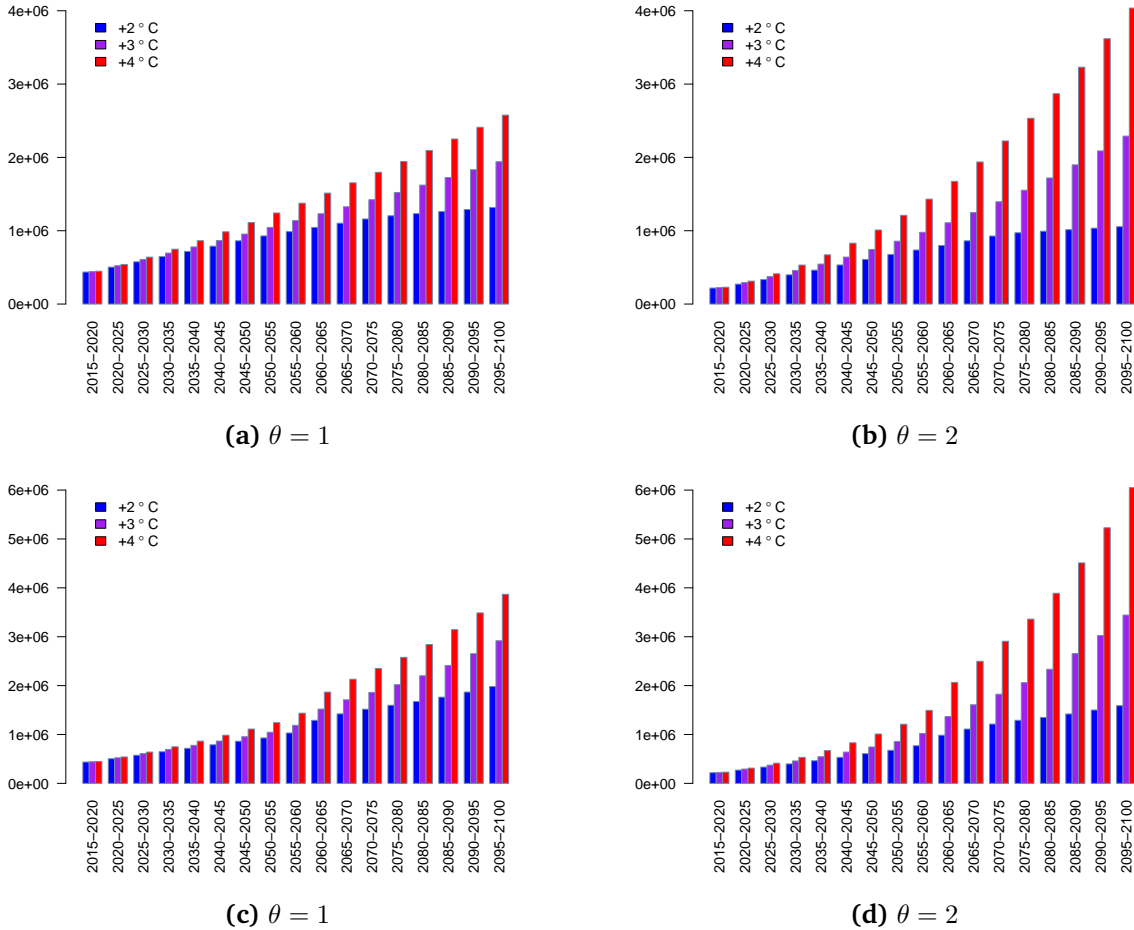 4e+06
3e+06
2e+06
1e+06
0e+00
+2 ° C
+3 ° C
+4 ° C
2015−2020
2020−2025
2025−2030
2030−2035
2035−2040
2040−2045
2045−2050
2050−2055
2055−2060
2060−2065
2065−2070
2070−2075
2075−2080
2080−2085
2085−2090
2090−2095
2095−2100
(a) θ = 1
4e+06
3e+06
2e+06
1e+06
0e+00
+2 ° C
+3 ° C
+4 ° C
2015−2020
2020−2025
2025−2030
2030−2035
2035−2040
2040−2045
2045−2050
2050−2055
2055−2060
2060−2065
2065−2070
2070−2075
2075−2080
2080−2085
2085−2090
2090−2095
2095−2100
(b) θ = 2
6e+06
5e+06
4e+06
3e+06
2e+06
1e+06
0e+00
+2 ° C
+3 ° C
+4 ° C
2015−2020
2020−2025
2025−2030
2030−2035
2035−2040
2040−2045
2045−2050
2050−2055
2055−2060
2060−2065
2065−2070
2070−2075
2075−2080
2080−2085
2085−2090
2090−2095
2095−2100
(c) θ = 1
6e+06
5e+06
4e+06
3e+06
2e+06
1e+06
0e+00
+2 ° C
+3 ° C
+4 ° C
2015−2020
2020−2025
2025−2030
2030−2035
2035−2040
2040−2045
2045−2050
2050−2055
2055−2060
2060−2065
2065−2070
2070−2075
2075−2080
2080−2085
2085−2090
2090−2095
2095−2100
(d) θ = 2